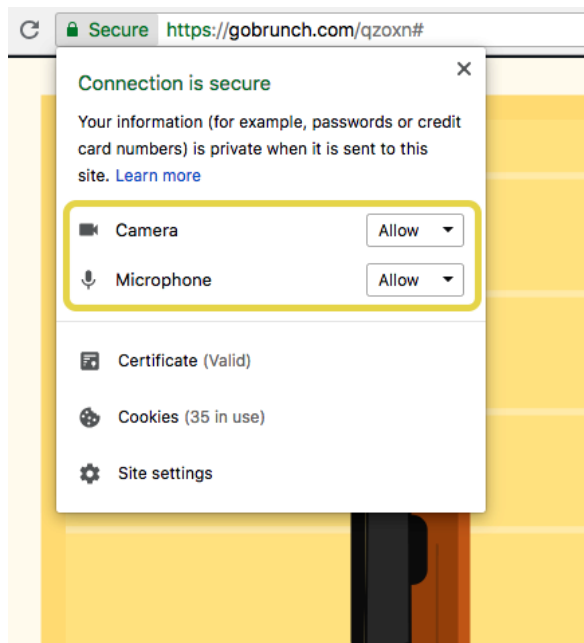 Secure https://gobrunch.com/qzoxn#
Connection is secure
Your information (for example, passwords or credit
card numbers) is private when it is sent to this
site. Learn more
Camera Allow
Microphone Allow
Certificate (Valid)
Cookies (35 in use)
Site settings